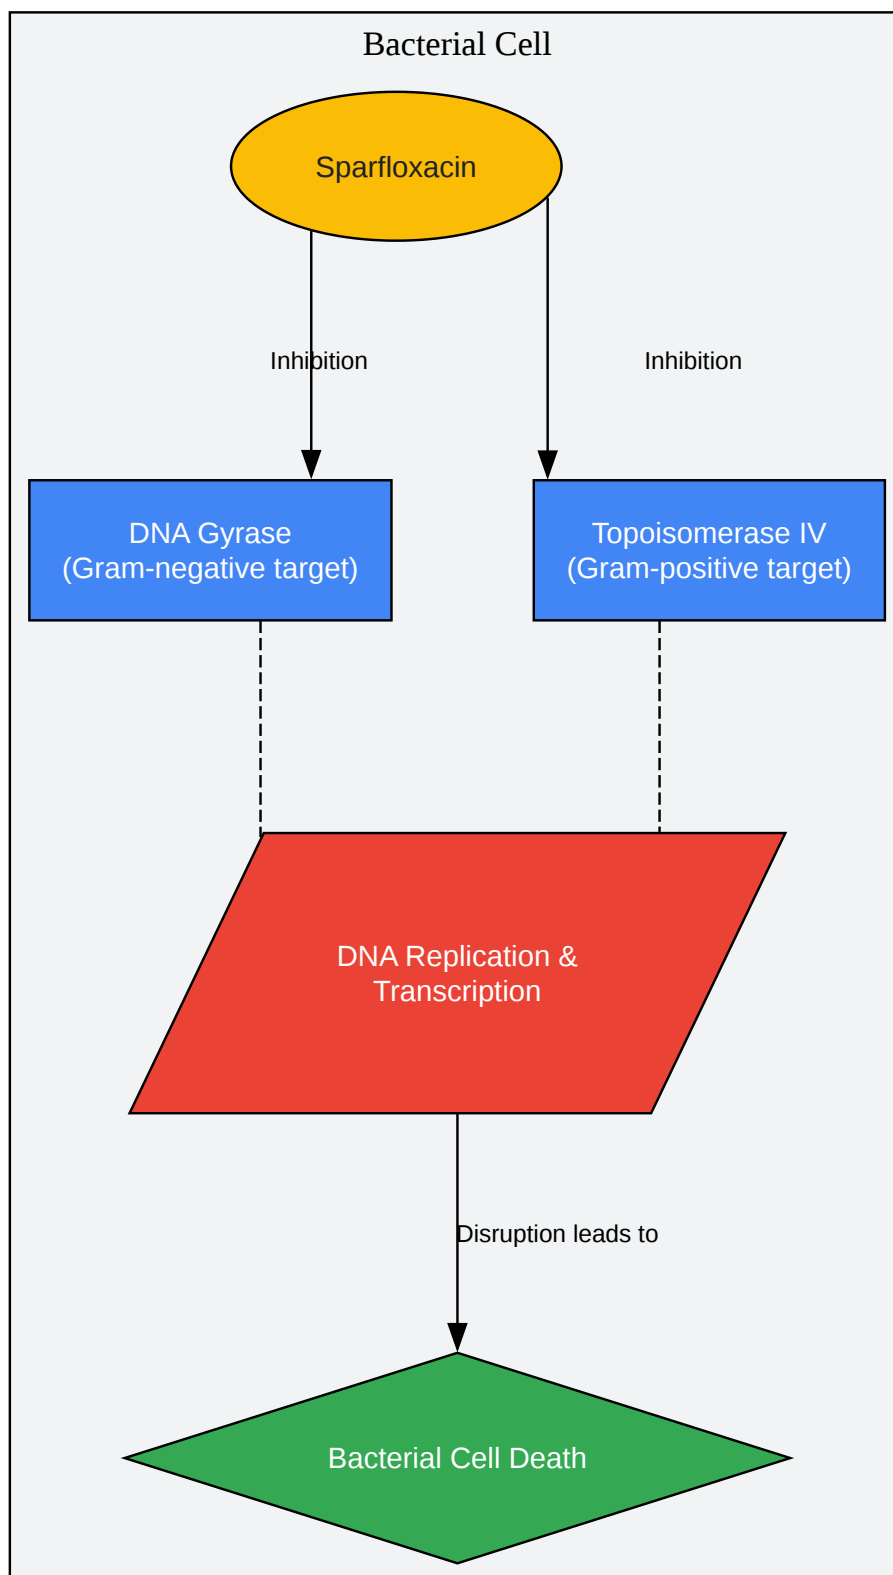 Bacterial Cell
Sparfloxacin
Inhibition
Inhibition
DNA Gyrase
(Gram-negative target)
Topoisomerase IV
(Gram-positive target)
DNA Replication &
Transcription
Disruption leads to
Bacterial Cell Death